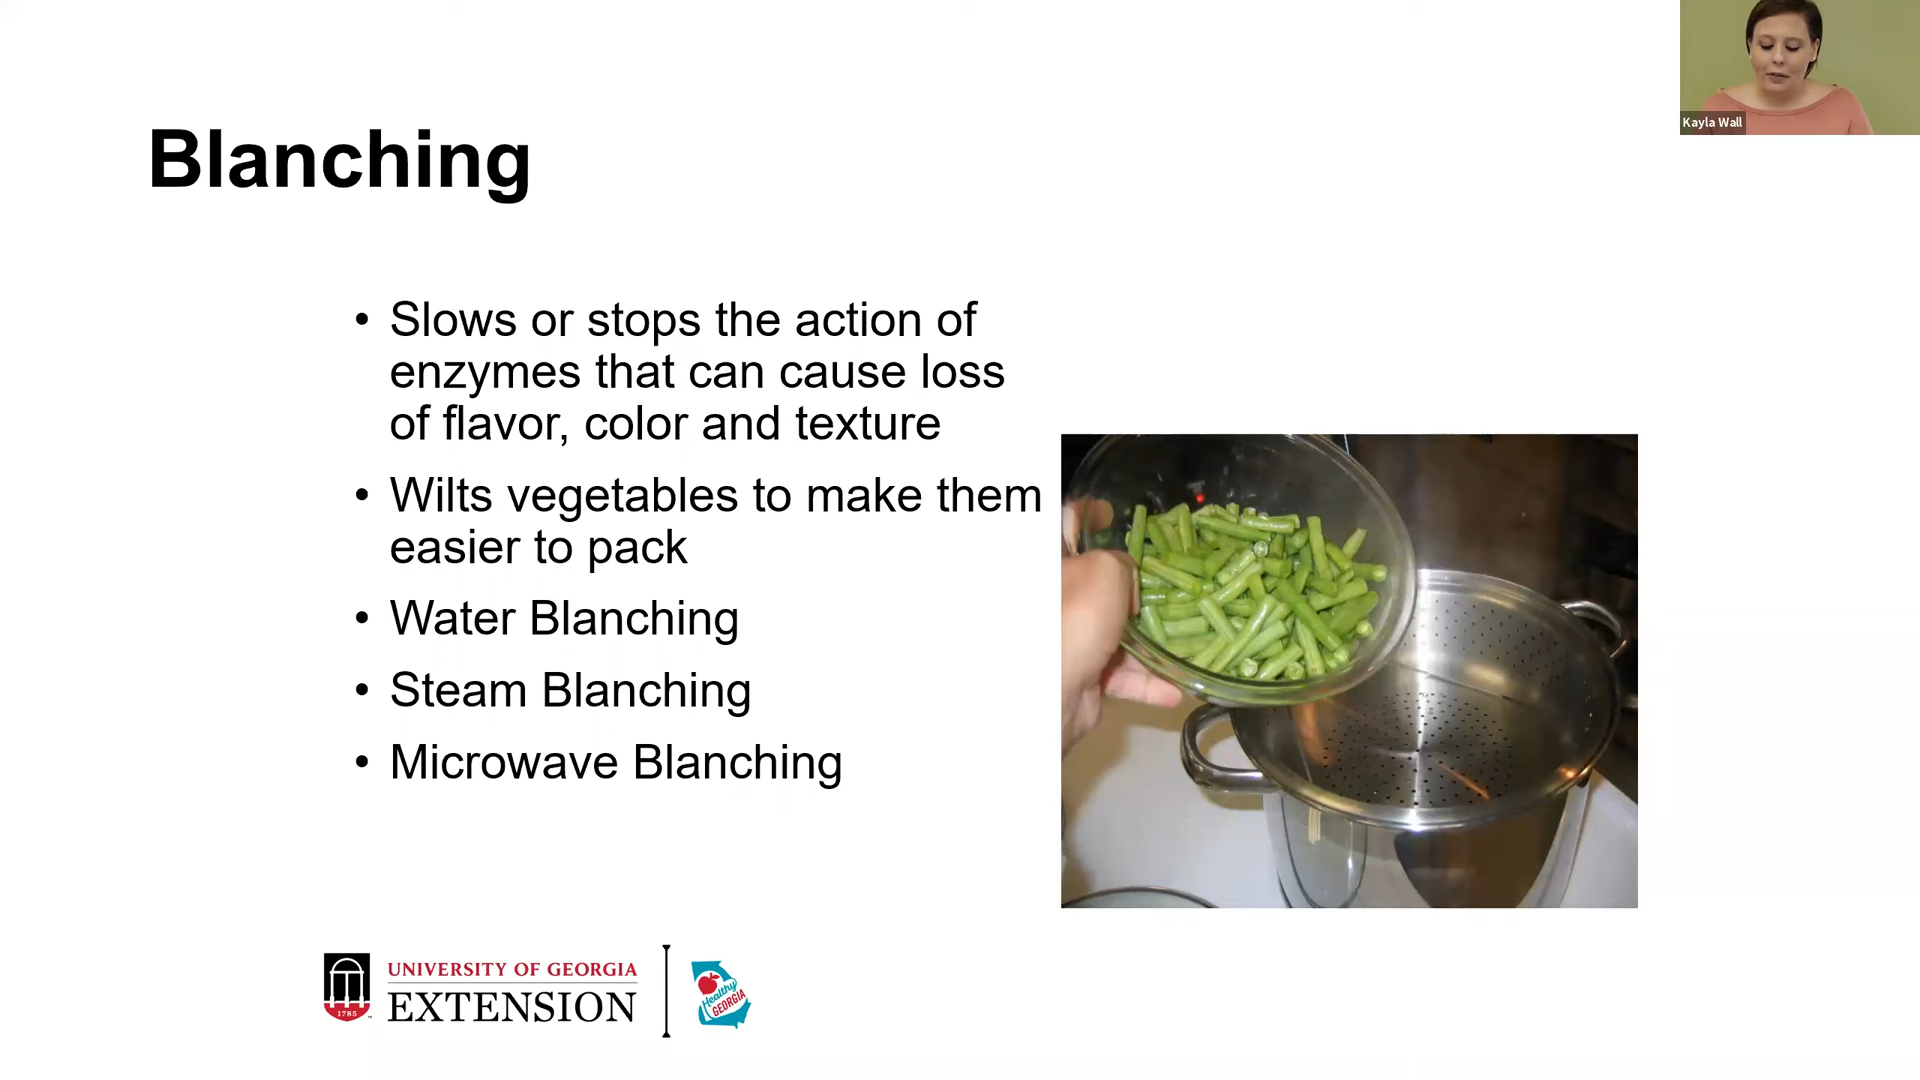 Kayla Wall
Blanching
• Slows or stops the action of
enzymes that can cause loss
of flavor, color and texture
• Wilts vegetables to make them
easier to pack
• Water Blanching
• Steam Blanching
• Microwave Blanching
1785
UNIVERSITY OF GEORGIA
EXTENSION
Healthy
GEORGIA